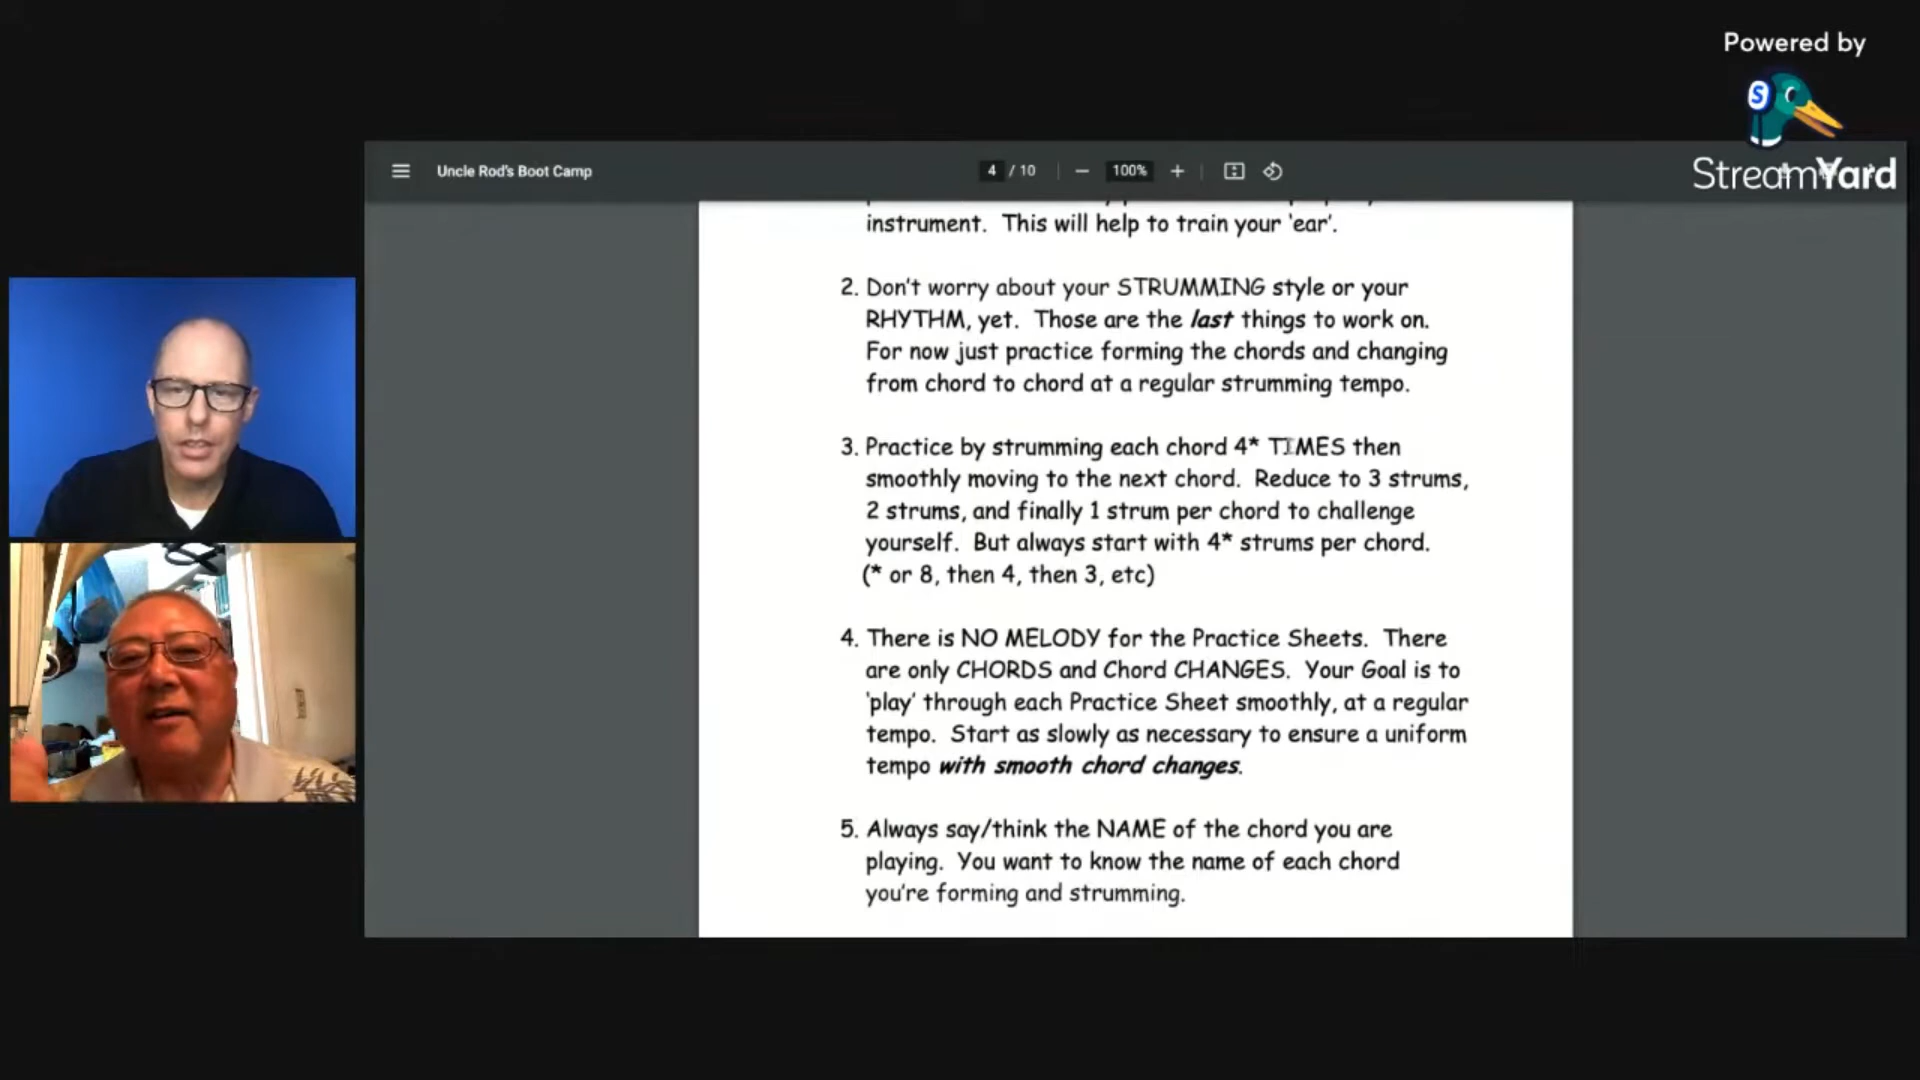 Powered by
S
StreamYard
Uncle Rod's Boot Camp
4 / 10
100%
instrument. This will help to train your 'ear'.
2. Don't worry about your STRUMMING style or your
RHYTHM, yet. Those are the last things to work on.
For now just practice forming the chords and changing
from chord to chord at a regular strumming tempo.
3. Practice by strumming each chord 4* TIMES then
smoothly moving to the next chord. Reduce to 3 strums,
2 strums, and finally 1 strum per chord to challenge
yourself. But always start with 4* strums per chord.
(* or 8, then 4, then 3, etc)
4. There is NO MELODY for the Practice Sheets. There
are only CHORDS and Chord CHANGES. Your Goal is to
'play' through each Practice Sheet smoothly, at a regular
tempo. Start as slowly as necessary to ensure a uniform
tempo with smooth chord changes.
5. Always say/think the NAME of the chord you are
playing. You want to know the name of each chord
you're forming and strumming.